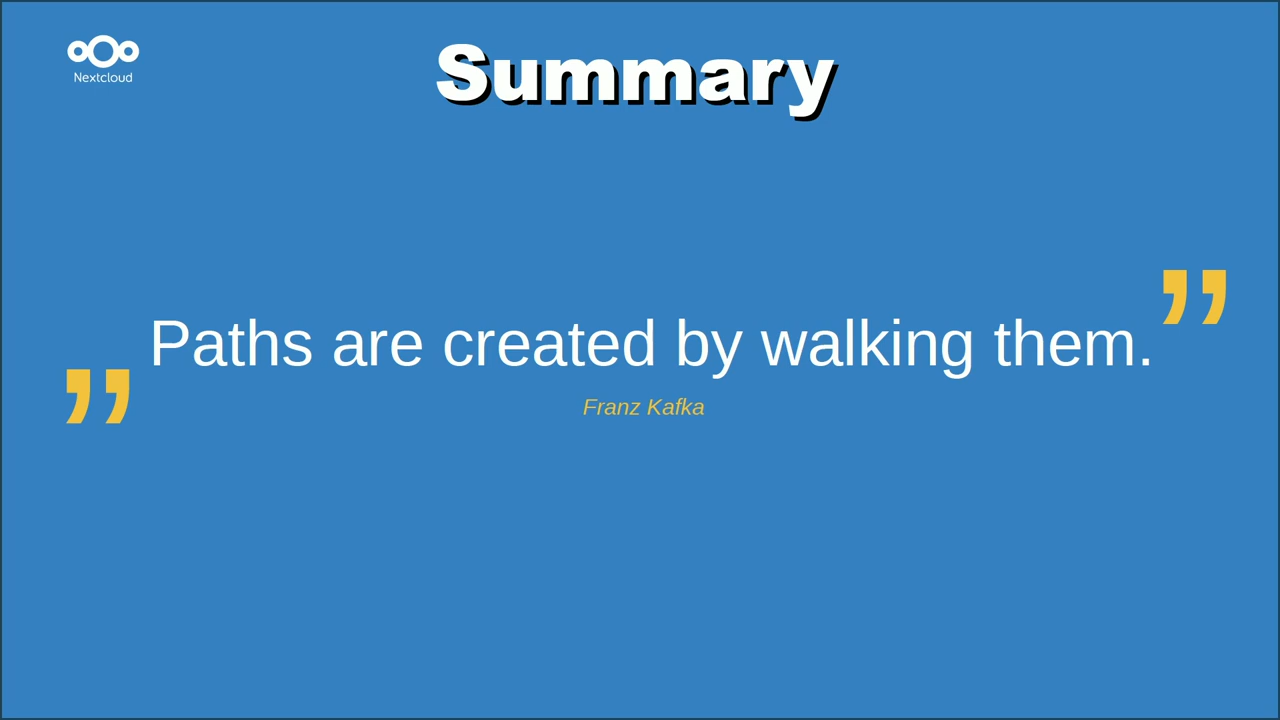 Nextcloud
Summary
„Paths are created by walking them.”
Franz Kafka